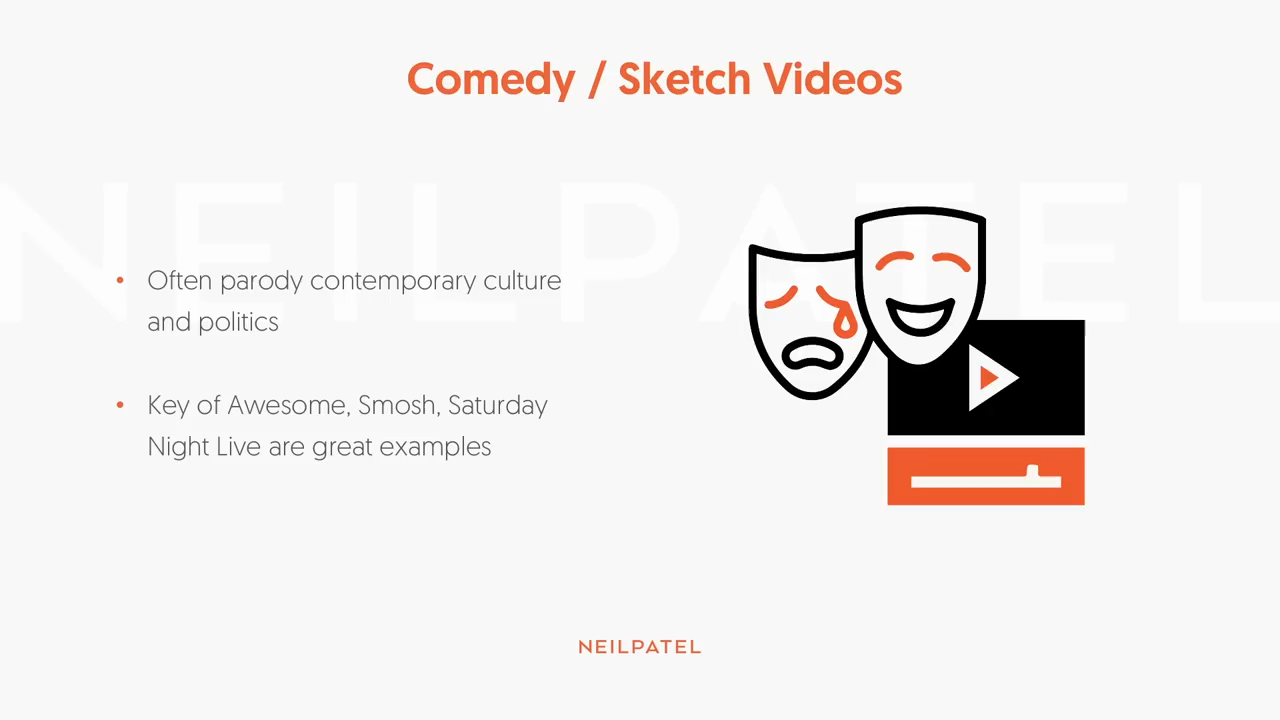 Comedy / Sketch Videos
NEILPATEL
• Often parody contemporary culture
and politics
• Key of Awesome, Smosh, Saturday
Night Live are great examples
NEILPATEL